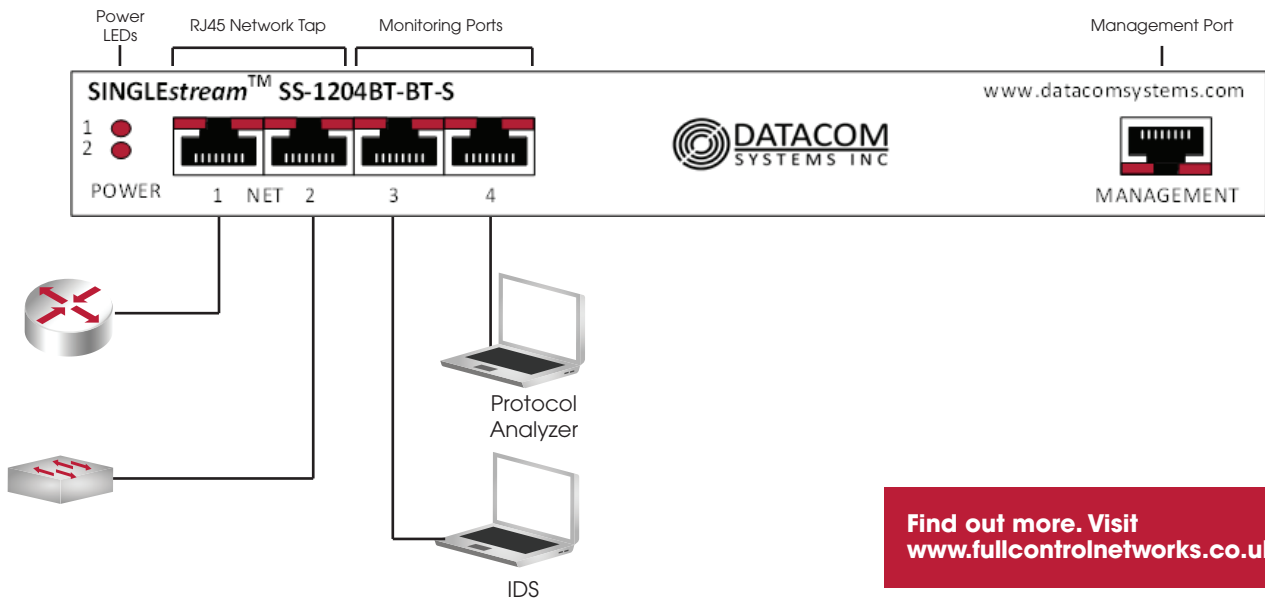 Power
LEDs
RJ45 Network Tap
Monitoring Ports
Management Port
SINGLEstream™ SS-1204BT-BT-S
www.datacomsystems.com
1
2
POWER
1 NET 2 3 4
DATACOM
SYSTEMS INC
MANAGEMENT
Protocol
Analyzer
IDS
Find out more. Visit
www.fullcontrolnetworks.co.u